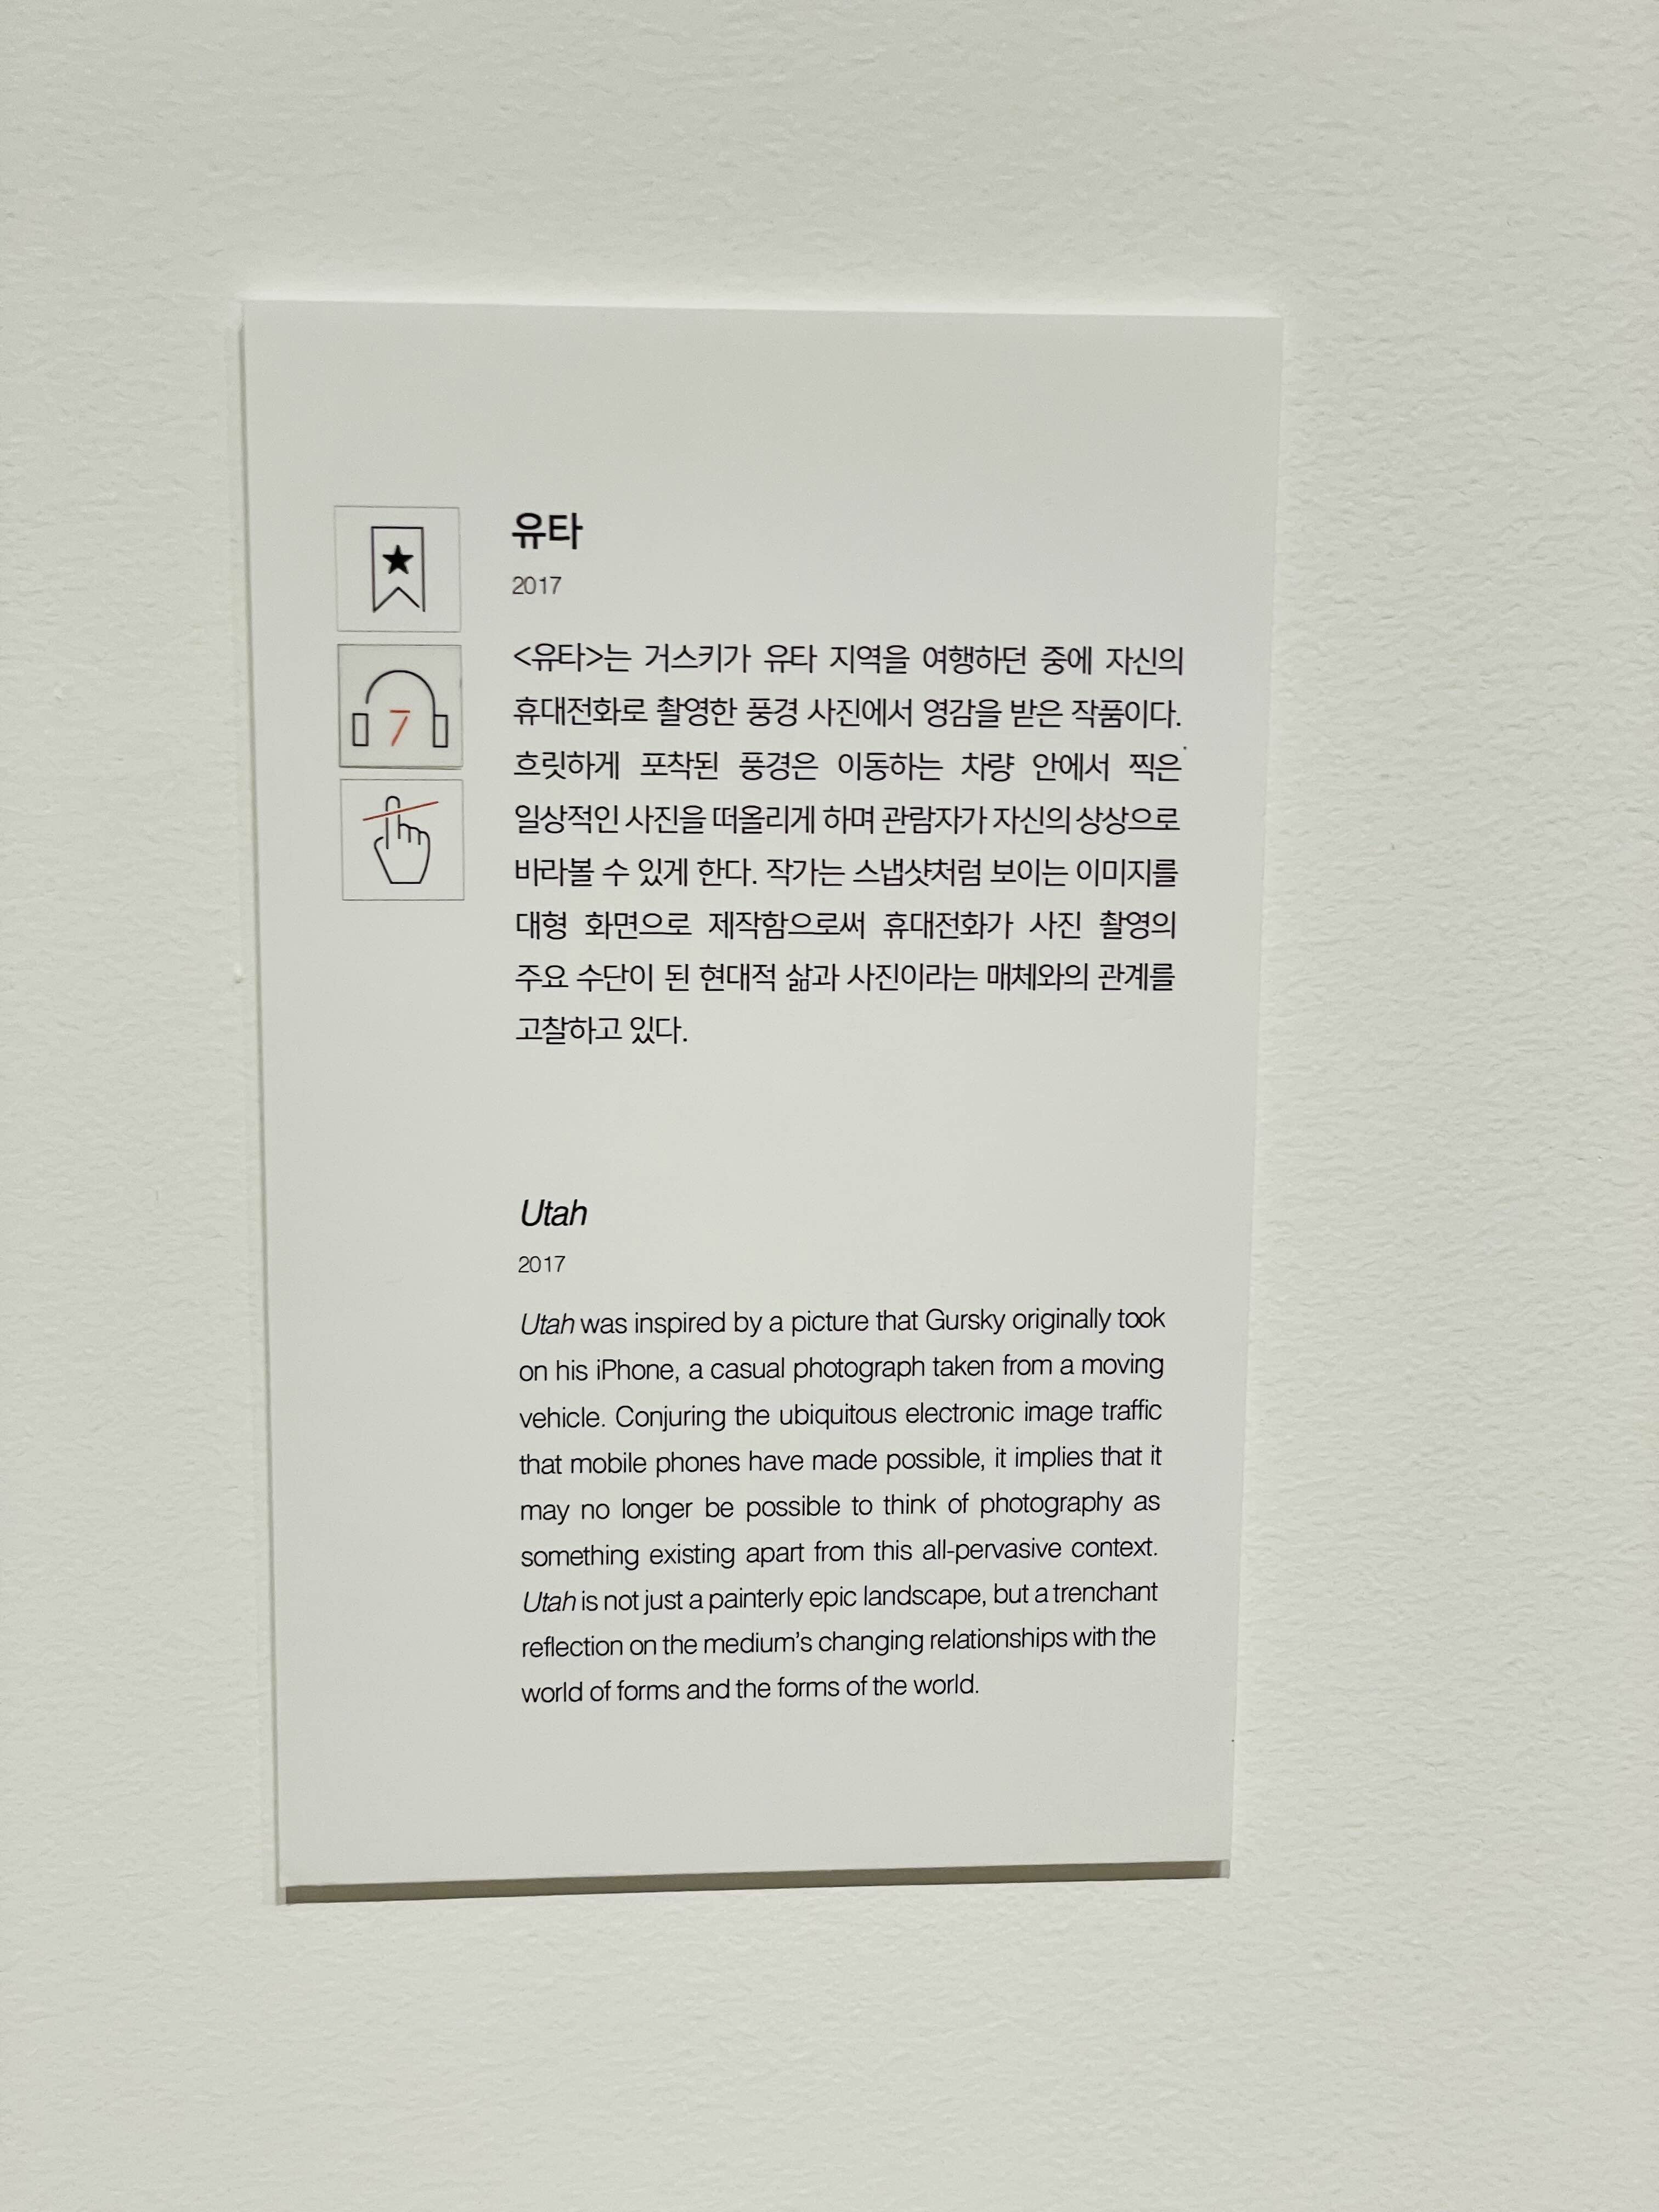 유타
2017
<유타>는 거스키가 유타 지역을 여행하던 중에 자신의
휴대전화로 촬영한 풍경 사진에서 영감을 받은 작품이다.
흐릿하게 포착된 풍경은 이동하는 차량 안에서 찍은
일상적인 사진을 떠올리게 하며 관람자가 자신의 상상으로
바라볼 수 있게 한다. 작가는 스냅샷처럼 보이는 이미지를
대형 화면으로 제작함으로써 휴대전화가 사진 촬영의
주요 수단이 된 현대적 삶과 사진이라는 매체와의 관계를
고찰하고 있다.
7
Utah
2017
Utah was inspired by a picture that Gursky originally took
on his iPhone, a casual photograph taken from a moving
vehicle. Conjuring the ubiquitous electronic image traffic
that mobile phones have made possible, it implies that it
may no longer be possible to think of photography as
something existing apart from this all-pervasive context.
Utah is not just a painterly epic landscape, but a trenchant
reflection on the medium's changing relationships with the
world of forms and the forms of the world.